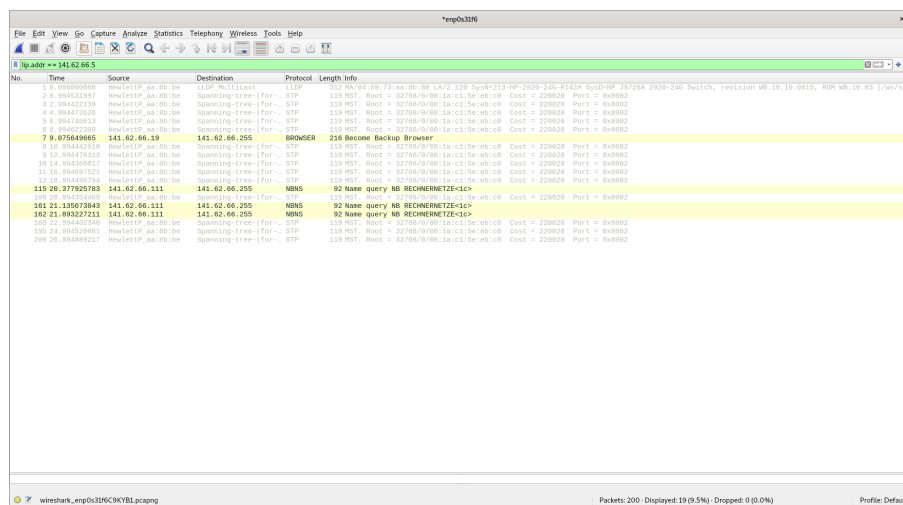 *enp0s31f6
File Edit View Go Capture Analyze Statistics Telephony Wireless Tools Help
!ip.addr == 141.62.66.5
No. Time Source Destination Protocol Length Info
1 0.000000000 HewlettP_aa:8b:be LLDP_Multicast LLDP 312 MA/04:09:73:aa:8b:80 LA/2 120 SysN=213-HP-2920-24G-R142A SysD=HP J9726A 2920-24G Switch, revision WB.16.10.0015, ROM WB.16.03 (/ws/s
2 0.994531997 HewlettP_aa:8b:be Spanning-tree-(for-… STP 119 MST. Root = 32768/0/00:1a:c1:5e:eb:c0 Cost = 220020 Port = 0x8002
3 2.994422139 HewlettP_aa:8b:be Spanning-tree-(for-… STP 119 MST. Root = 32768/0/00:1a:c1:5e:eb:c0 Cost = 220020 Port = 0x8002
4 4.994472626 HewlettP_aa:8b:be Spanning-tree-(for-… STP 119 MST. Root = 32768/0/00:1a:c1:5e:eb:c0 Cost = 220020 Port = 0x8002
5 6.994740613 HewlettP_aa:8b:be Spanning-tree-(for-… STP 119 MST. Root = 32768/0/00:1a:c1:5e:eb:c0 Cost = 220020 Port = 0x8002
6 8.994622388 HewlettP_aa:8b:be Spanning-tree-(for-… STP 119 MST. Root = 32768/0/00:1a:c1:5e:eb:c0 Cost = 220020 Port = 0x8002
7 9.075649665 141.62.66.19 141.62.66.255 BROWSER 216 Become Backup Browser
8 10.994442910 HewlettP_aa:8b:be Spanning-tree-(for-… STP 119 MST. Root = 32768/0/00:1a:c1:5e:eb:c0 Cost = 220020 Port = 0x8002
9 12.994476313 HewlettP_aa:8b:be Spanning-tree-(for-… STP 119 MST. Root = 32768/0/00:1a:c1:5e:eb:c0 Cost = 220020 Port = 0x8002
10 14.994366617 HewlettP_aa:8b:be Spanning-tree-(for-… STP 119 MST. Root = 32768/0/00:1a:c1:5e:eb:c0 Cost = 220020 Port = 0x8002
11 16.994607521 HewlettP_aa:8b:be Spanning-tree-(for-… STP 119 MST. Root = 32768/0/00:1a:c1:5e:eb:c0 Cost = 220020 Port = 0x8002
12 18.994490794 HewlettP_aa:8b:be Spanning-tree-(for-… STP 119 MST. Root = 32768/0/00:1a:c1:5e:eb:c0 Cost = 220020 Port = 0x8002
115 20.377925783 141.62.66.111 141.62.66.255 NBNS 92 Name query NB RECHNERNETZE<1c>
160 20.994354469 HewlettP_aa:8b:be Spanning-tree-(for-… STP 119 MST. Root = 32768/0/00:1a:c1:5e:eb:c0 Cost = 220020 Port = 0x8002
161 21.135673843 141.62.66.111 141.62.66.255 NBNS 92 Name query NB RECHNERNETZE<1c>
162 21.893227211 141.62.66.111 141.62.66.255 NBNS 92 Name query NB RECHNERNETZE<1c>
163 22.994402340 HewlettP_aa:8b:be Spanning-tree-(for-… STP 119 MST. Root = 32768/0/00:1a:c1:5e:eb:c0 Cost = 220020 Port = 0x8002
195 24.994529881 HewlettP_aa:8b:be Spanning-tree-(for-… STP 119 MST. Root = 32768/0/00:1a:c1:5e:eb:c0 Cost = 220020 Port = 0x8002
200 26.994689217 HewlettP_aa:8b:be Spanning-tree-(for-… STP 119 MST. Root = 32768/0/00:1a:c1:5e:eb:c0 Cost = 220020 Port = 0x8002
wireshark_enp0s31f6C9KYB1.pcapng Packets: 200 · Displayed: 19 (9.5%) · Dropped: 0 (0.0%) Profile: Defau